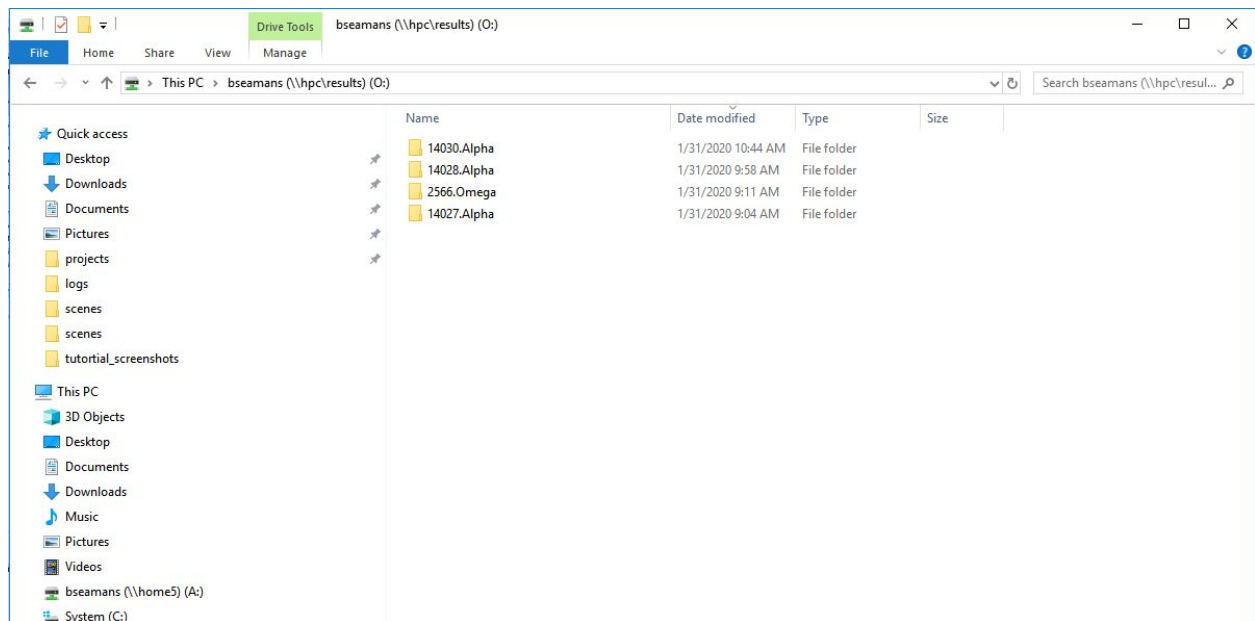 Drive Tools bseamans (\\hpc\results) (O:)
File Home Share View Manage
This PC > bseamans (\\hpc\results) (O:) Search bseamans (\\hpc\resul...
Name Date modified Type Size
Quick access
Desktop
Downloads
Documents
Pictures
projects
logs
scenes
scenes
tutortial_screenshots
This PC
3D Objects
Desktop
Documents
Downloads
Music
Pictures
Videos
bseamans (\\home5) (A:)
System (C:)
14030.Alpha 1/31/2020 10:44 AM File folder
14028.Alpha 1/31/2020 9:58 AM File folder
2566.Omega 1/31/2020 9:11 AM File folder
14027.Alpha 1/31/2020 9:04 AM File folder